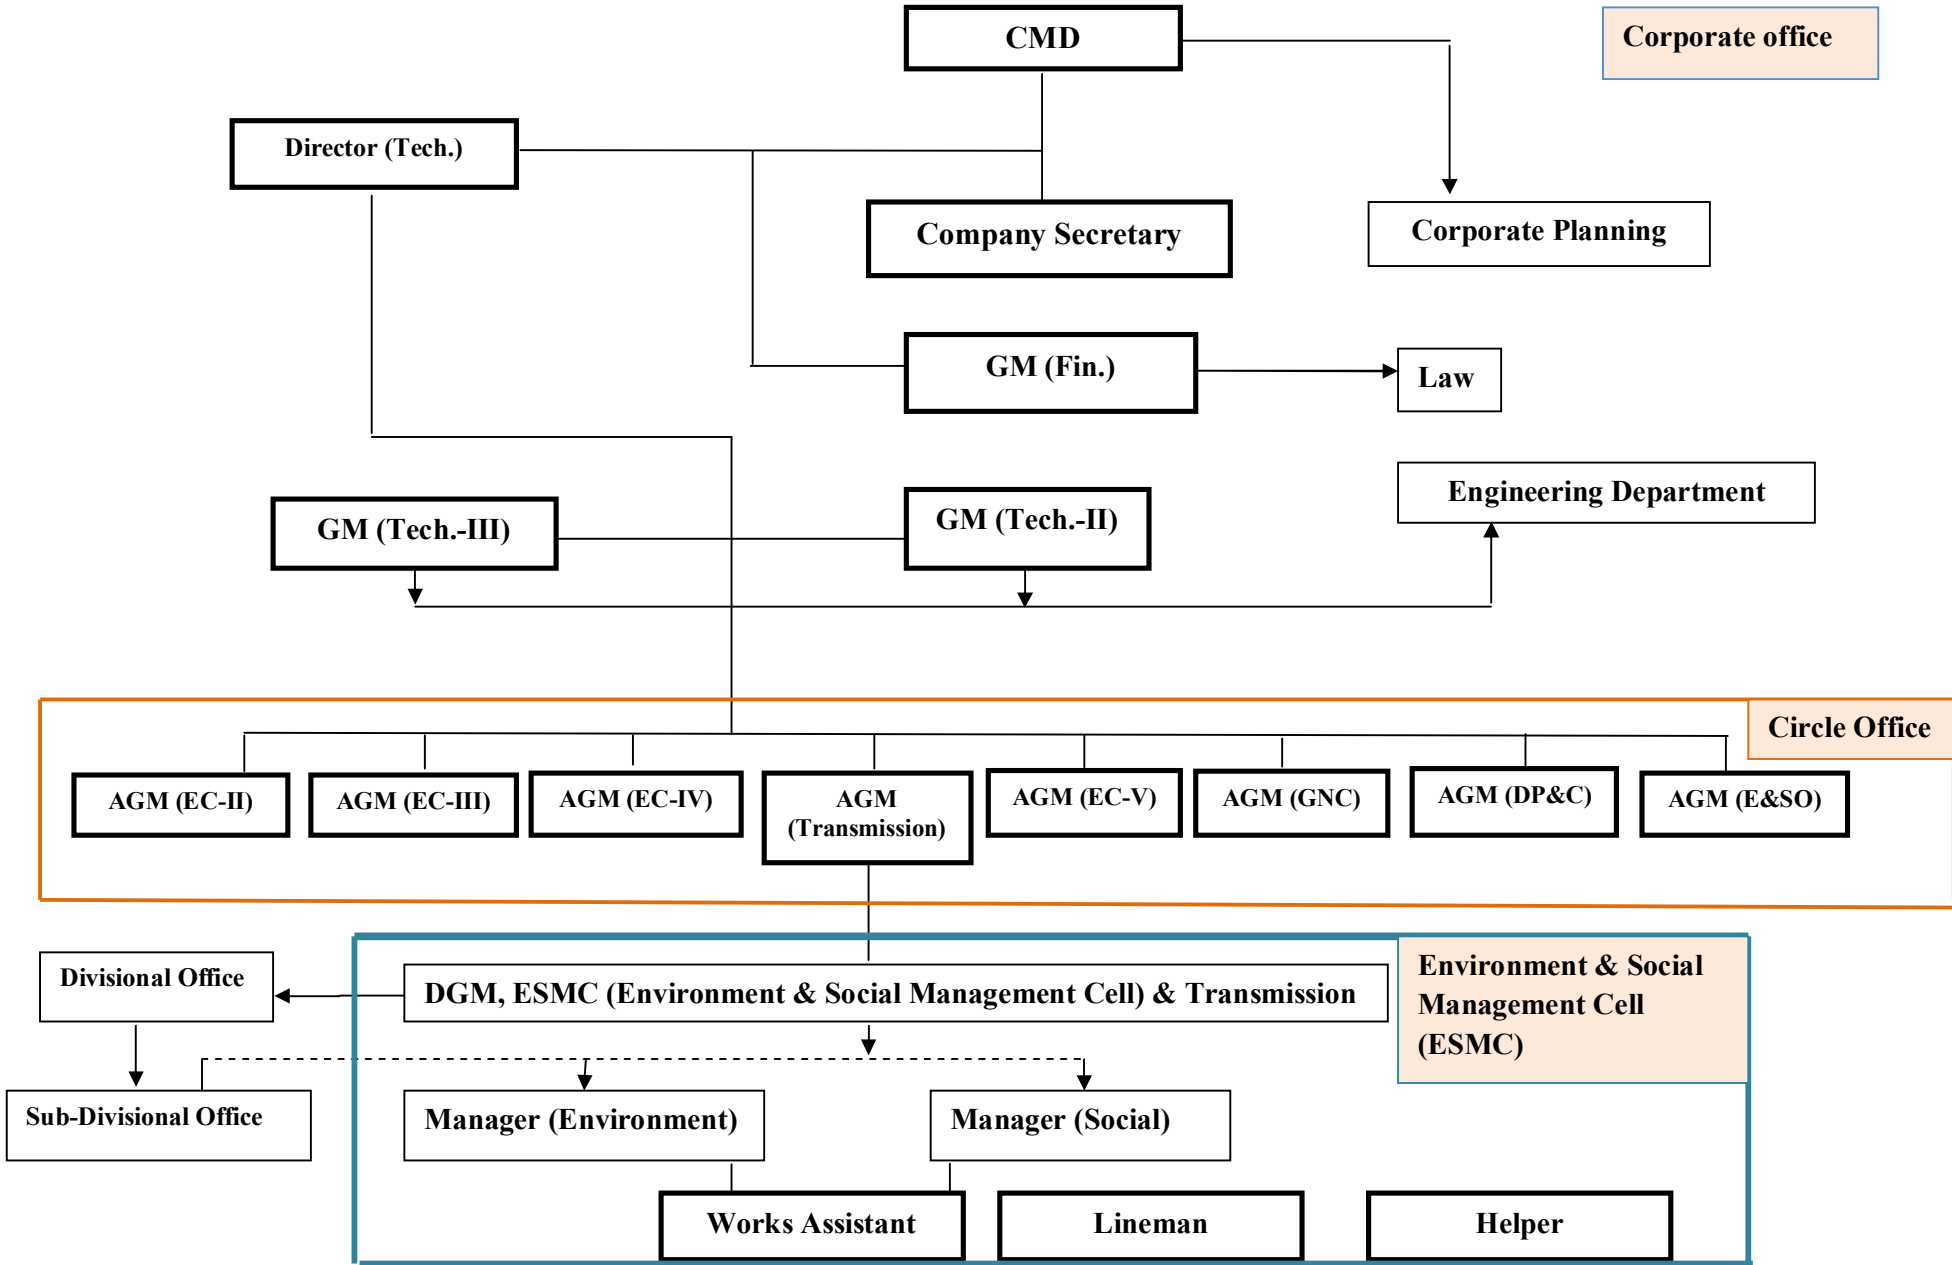 CMD
Corporate office
Director (Tech.)
Company Secretary
Corporate Planning
GM (Fin.)
Law
Engineering Department
GM (Tech.-III)
GM (Tech.-II)
Circle Office
AGM (EC-II)
AGM (EC-III)
AGM (EC-IV)
AGM
(Transmission)
AGM (EC-V)
AGM (GNC)
AGM (DP&C)
AGM (E&SO)
Divisional Office
DGM, ESMC (Environment & Social Management Cell) & Transmission
Environment & Social
Management Cell
(ESMC)
Sub-Divisional Office
Manager (Environment)
Manager (Social)
Works Assistant
Lineman
Helper